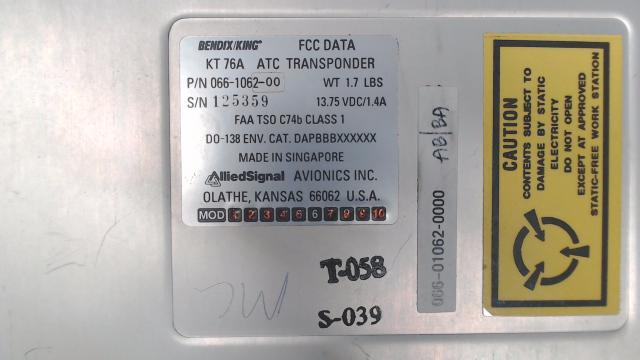 BENDIX/KING® FCC DATA
KT 76A ATC TRANSPONDER
P/N 066-1062-00 WT 1.7 LBS
S/N 125359 13.75 VDC/1.4A
FAA TSO C74b CLASS 1
DO-138 ENV. CAT. DAPBBBXXXXXX
MADE IN SINGAPORE
AlliedSignal AVIONICS INC.
OLATHE, KANSAS 66062 U.S.A.
MOD 1 2 3 4 5 6 7 8 9 10
T-058
S-039
066-01062-0000 AB/BA
CAUTION
CONTENTS SUBJECT TO
DAMAGE BY STATIC
ELECTRICITY
DO NOT OPEN
EXCEPT AT APPROVED
STATIC-FREE WORK STATION